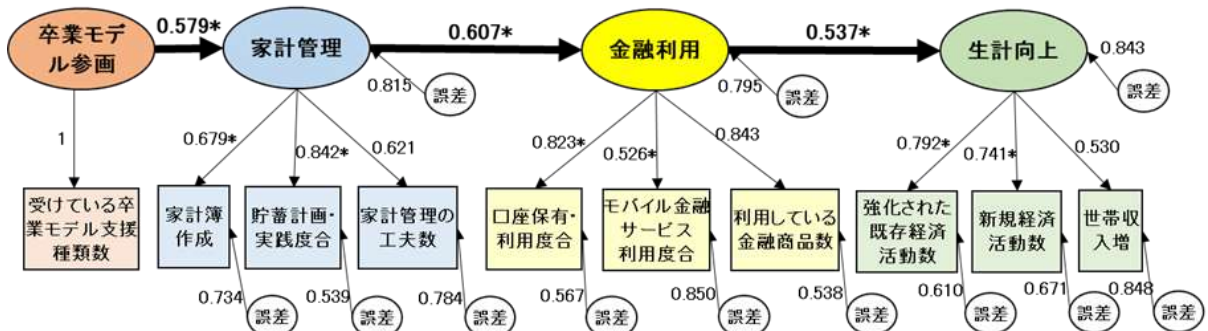 卒業モデ
ル参画
0.579*
家計管理
0.607*
金融利用
0.537*
生計向上
0.843
誤差
0.815
誤差
0.795
誤差
1
0.679*
0.842*
0.621
0.823*
0.526*
0.843
0.792*
0.741*
0.530
受けている卒
業モデル支援
種類数
家計簿
作成
貯蓄計画・
実践度合
家計管理の
工夫数
口座保有・
利用度合
モバイル金融
サービス
利用度合
利用している
金融商品数
強化された
既存経済
活動数
新規経済
活動数
世帯収
入増
0.734
誤差
0.539
誤差
0.784
誤差
0.567
誤差
0.850
誤差
0.538
誤差
0.610
誤差
0.671
誤差
0.848
誤差